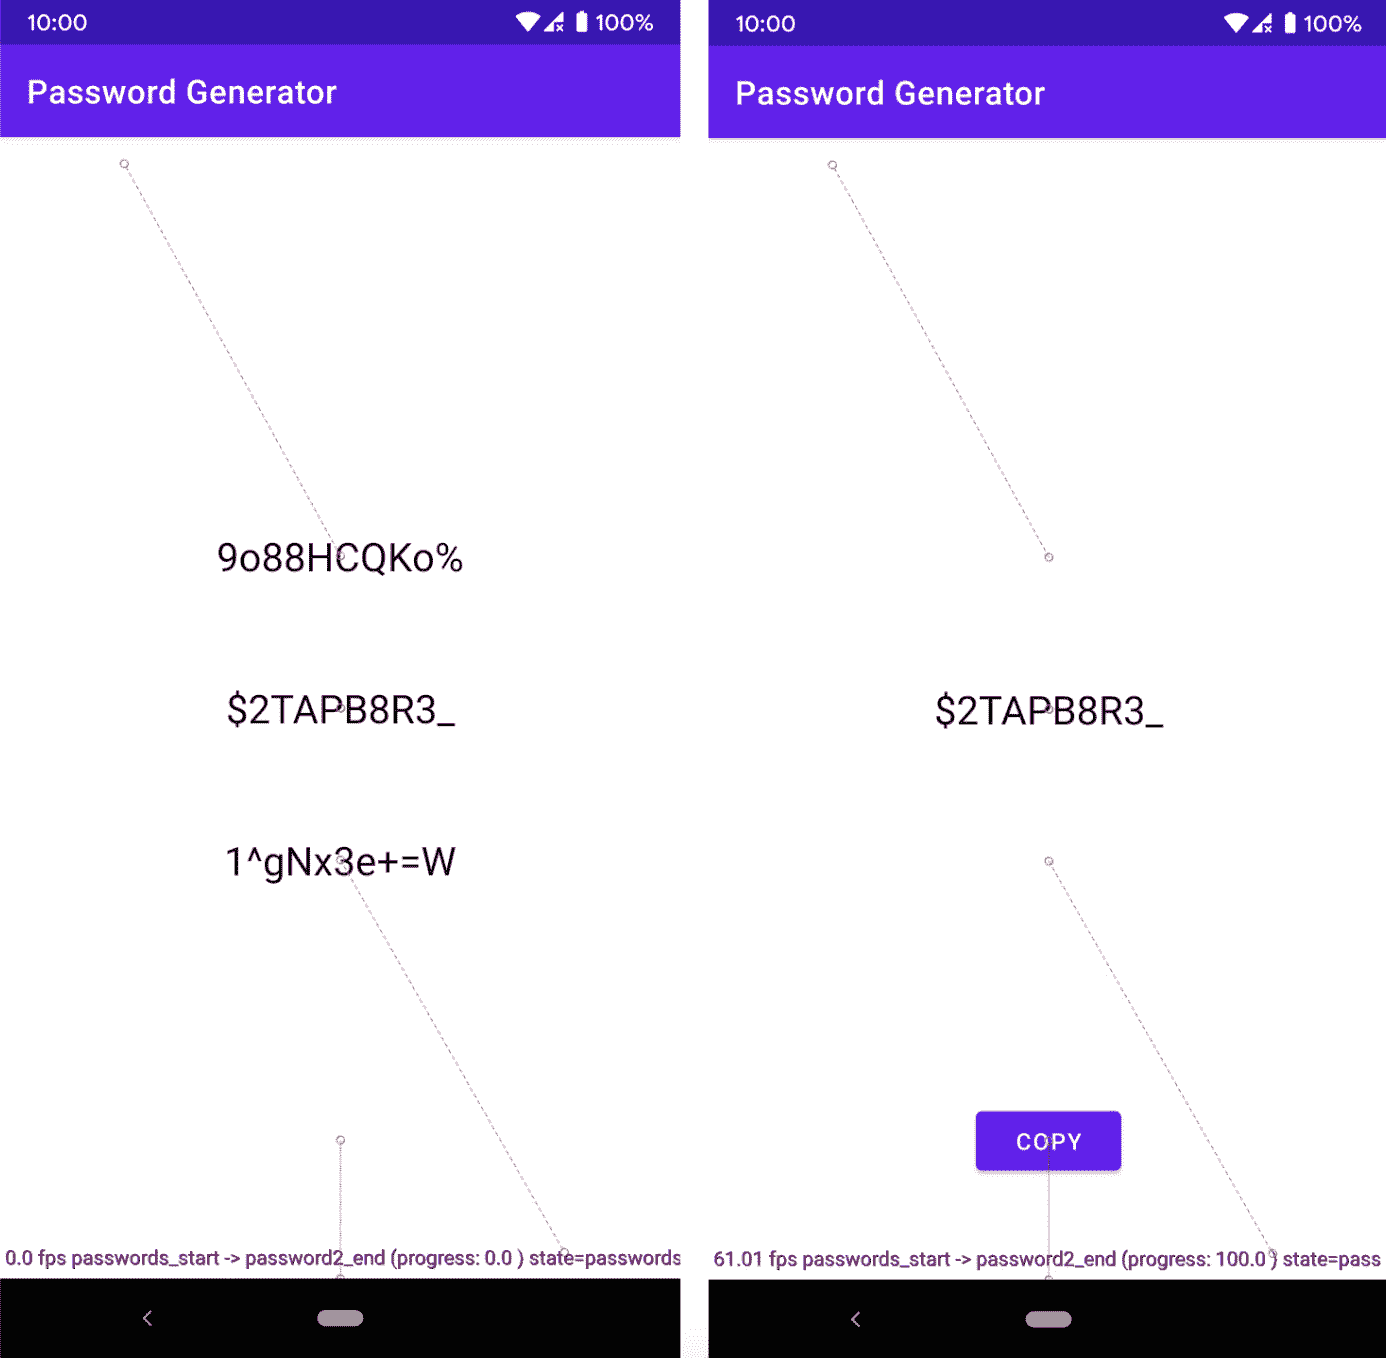 10:00 100%
Password Generator
9o88HCQKo%
$2TAPB8R3_
1^gNx3e+=W
0.0 fps passwords_start -> password2_end (progress: 0.0 ) state=passwords
10:00 100%
Password Generator
$2TAPB8R3_
COPY
61.01 fps passwords_start -> password2_end (progress: 100.0 ) state=pass